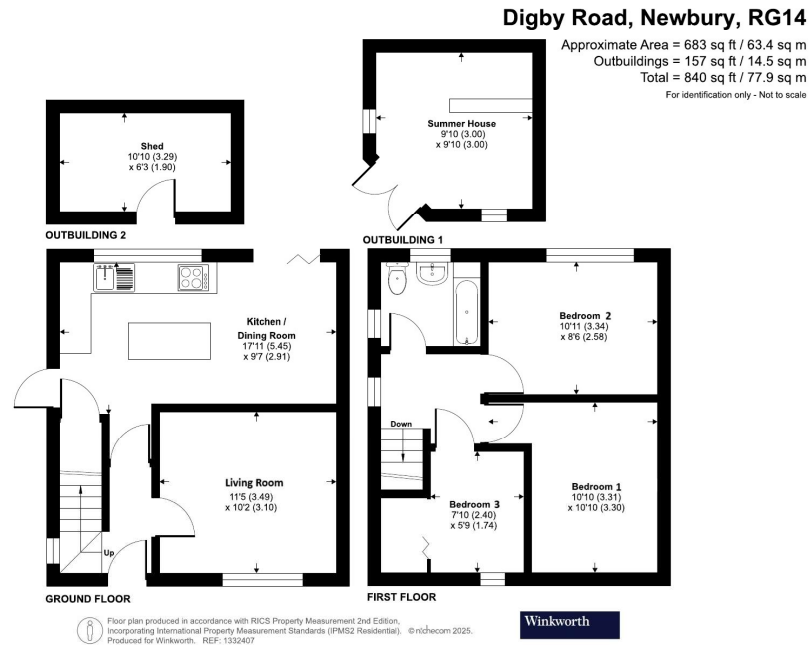 Digby Road, Newbury, RG14
Approximate Area = 683 sq ft / 63.4 sq m
Outbuildings = 157 sq ft / 14.5 sq m
Total = 840 sq ft / 77.9 sq m
For identification only - Not to scale
Shed
10'10 (3.29)
x 6'3 (1.90)
OUTBUILDING 2
Summer House
9'10 (3.00)
x 9'10 (3.00)
OUTBUILDING 1
Kitchen /
Dining Room
17'11 (5.45)
x 9'7 (2.91)
Living Room
11'5 (3.49)
x 10'2 (3.10)
Up
GROUND FLOOR
Bedroom 2
10'11 (3.34)
x 8'6 (2.58)
Down
Bedroom 1
10'10 (3.31)
x 10'10 (3.30)
Bedroom 3
7'10 (2.40)
x 5'9 (1.74)
FIRST FLOOR
Floor plan produced in accordance with RICS Property Measurement 2nd Edition,
Incorporating International Property Measurement Standards (IPMS2 Residential). © nichecom 2025.
Produced for Winkworth. REF: 1332407
Winkworth